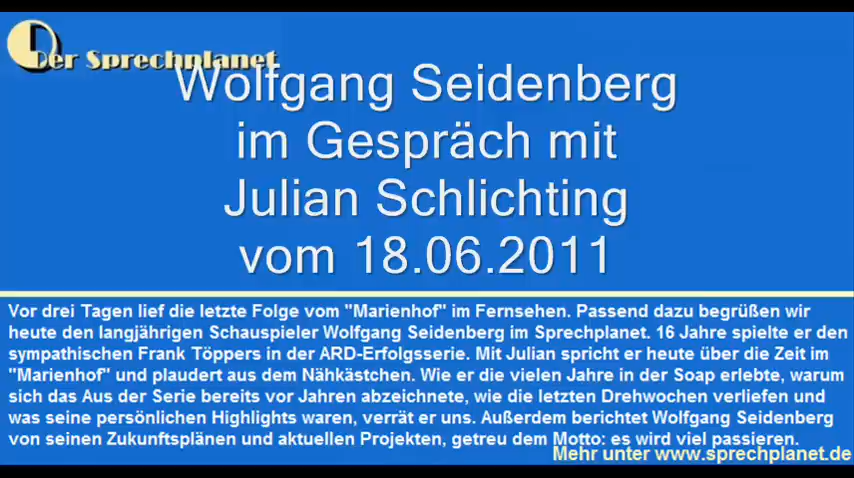 Der Sprechplanet
Wolfgang Seidenberg
im Gespräch mit
Julian Schlichting
vom 18.06.2011
Vor drei Tagen lief die letzte Folge vom "Marienhof" im Fernsehen. Passend dazu begrüßen wir
heute den langjährigen Schauspieler Wolfgang Seidenberg im Sprechplanet. 16 Jahre spielte er den
sympathischen Frank Töppers in der ARD-Erfolgsserie. Mit Julian spricht er heute über die Zeit im
"Marienhof" und plaudert aus dem Nähkästchen. Wie er die vielen Jahre in der Soap erlebte, warum
sich das Aus der Serie bereits vor Jahren abzeichnete, wie die letzten Drehwochen verliefen und
was seine persönlichen Highlights waren, verrät er uns. Außerdem berichtet Wolfgang Seidenberg
von seinen Zukunftsplänen und aktuellen Projekten, getreu dem Motto: es wird viel passieren.
Mehr unter www.sprechplanet.de